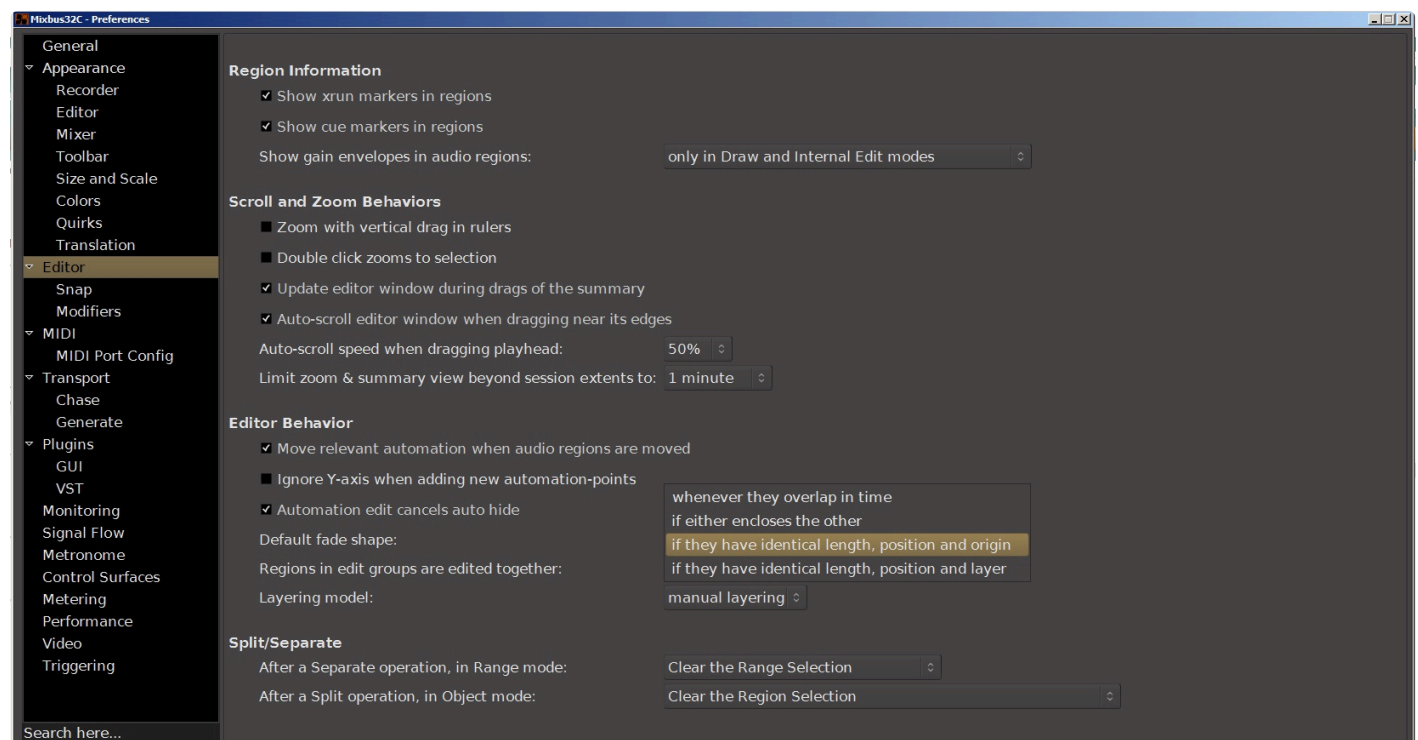 Mixbus32C - Preferences
General
Appearance
Recorder
Editor
Mixer
Toolbar
Size and Scale
Colors
Quirks
Translation
Editor
Snap
Modifiers
MIDI
MIDI Port Config
Transport
Chase
Generate
Plugins
GUI
VST
Monitoring
Signal Flow
Metronome
Control Surfaces
Metering
Performance
Video
Triggering
Search here...
Region Information
Show xrun markers in regions
Show cue markers in regions
Show gain envelopes in audio regions: only in Draw and Internal Edit modes
Scroll and Zoom Behaviors
Zoom with vertical drag in rulers
Double click zooms to selection
Update editor window during drags of the summary
Auto-scroll editor window when dragging near its edges
Auto-scroll speed when dragging playhead: 50%
Limit zoom & summary view beyond session extents to: 1 minute
Editor Behavior
Move relevant automation when audio regions are moved
Ignore Y-axis when adding new automation-points
Automation edit cancels auto hide
Default fade shape:
Regions in edit groups are edited together:
whenever they overlap in time
if either encloses the other
if they have identical length, position and origin
if they have identical length, position and layer
Layering model: manual layering
Split/Separate
After a Separate operation, in Range mode: Clear the Range Selection
After a Split operation, in Object mode: Clear the Region Selection